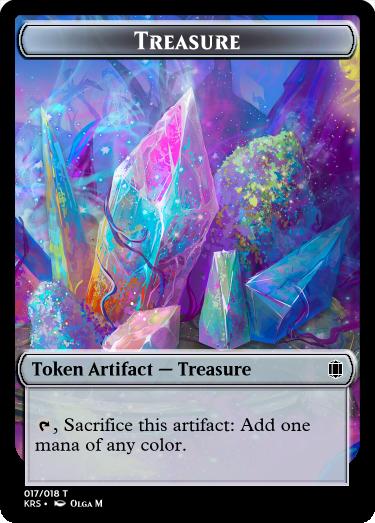 TREASURE
Token Artifact — Treasure
, Sacrifice this artifact: Add one
mana of any color.
017/018 T
KRS • OLGA M